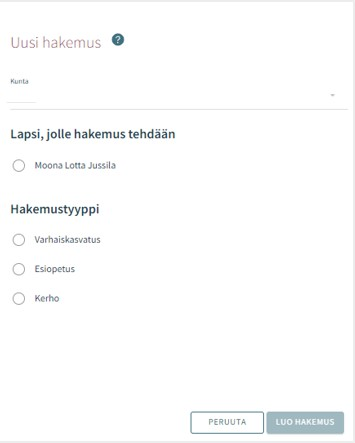 Uusi hakemus ?
Kunta
Lapsi, jolle hakemus tehdään
Moona Lotta Jussila
Hakemustyyppi
Varhaiskasvatus
Esiopetus
Kerho
PERUUTA LUO HAKEMUS